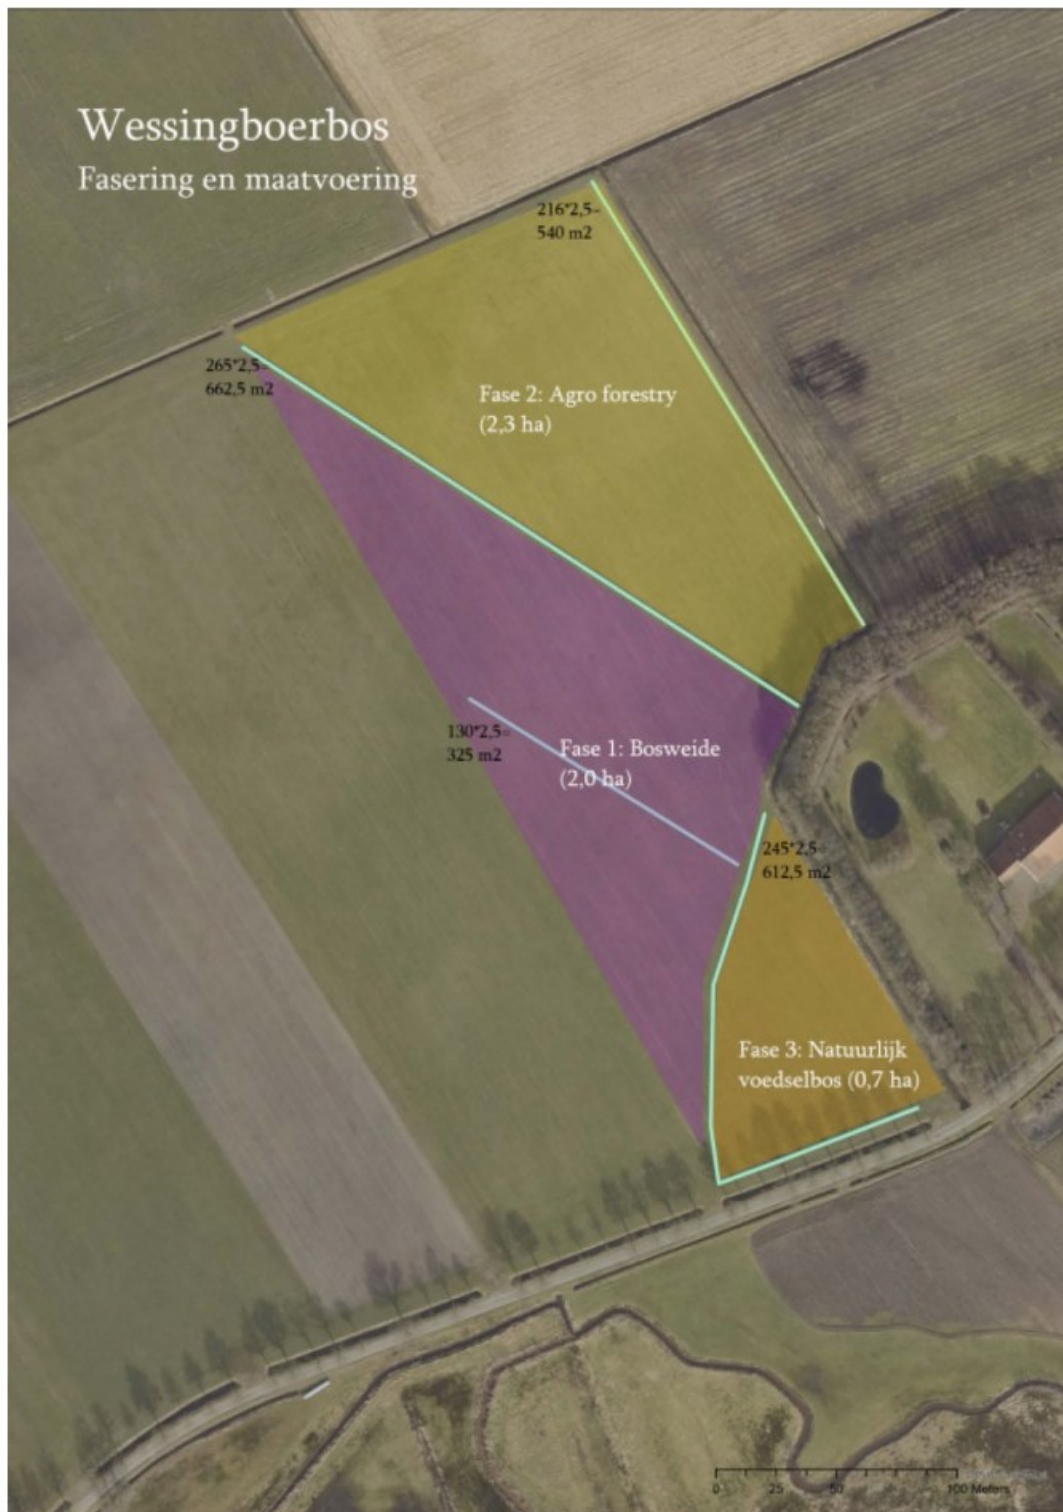 Wessingboerbos
Fasering en maatvoering
216*2,5=
540 m2
265*2,5=
662,5 m2
Fase 2: Agro forestry
(2,3 ha)
130*2,5=
325 m2
Fase 1: Bosweide
(2,0 ha)
245*2,5=
612,5 m2
Fase 3: Natuurlijk
voedselbos (0,7 ha)
0 25 50 100 Meters